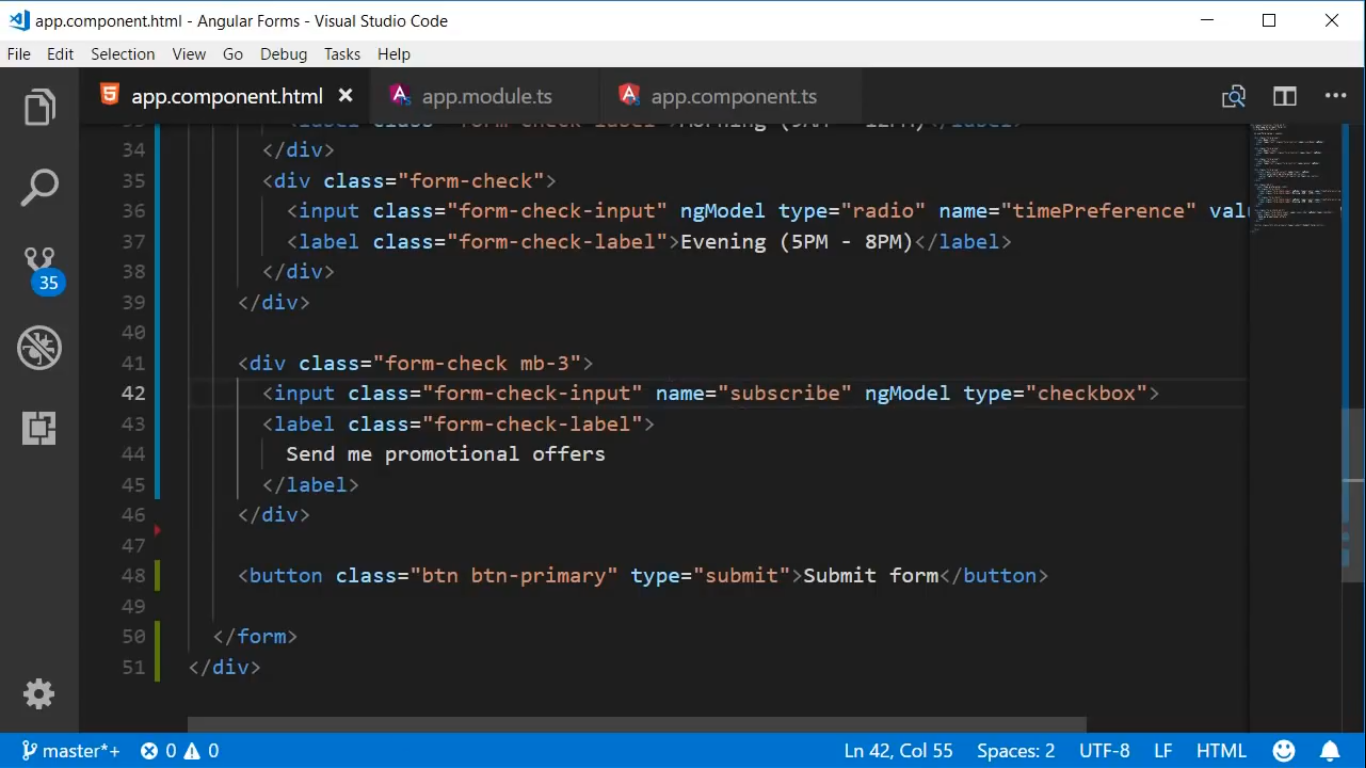 app.component.html - Angular Forms - Visual Studio Code
File Edit Selection View Go Debug Tasks Help
app.component.html app.module.ts app.component.ts
34 </div>
35 <div class="form-check">
36 <input class="form-check-input" ngModel type="radio" name="timePreference" valu
37 <label class="form-check-label">Evening (5PM - 8PM)</label>
38 </div>
39 </div>
40
41 <div class="form-check mb-3">
42 <input class="form-check-input" name="subscribe" ngModel type="checkbox">
43 <label class="form-check-label">
44 Send me promotional offers
45 </label>
46 </div>
47
48 <button class="btn btn-primary" type="submit">Submit form</button>
49
50 </form>
51 </div>
35
master*+ 0 0 Ln 42, Col 55 Spaces: 2 UTF-8 LF HTML